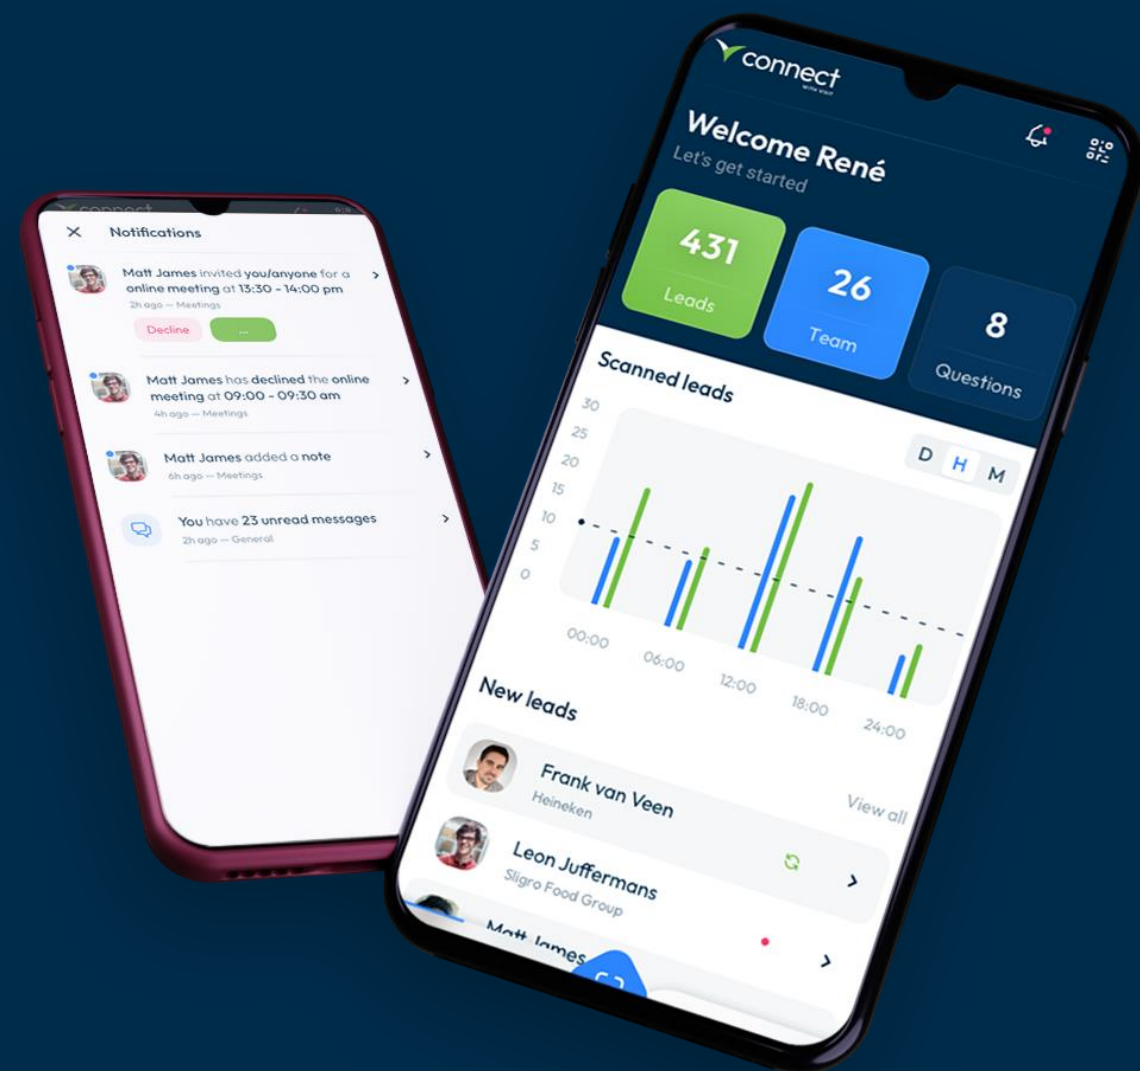 connect
Notifications
Matt James invited you/anyone for a
online meeting at 13:30 - 14:00 pm
2h ago — Meetings
Decline
...
Matt James has declined the online
meeting at 09:00 - 09:30 am
4h ago — Meetings
Matt James added a note
6h ago — Meetings
You have 23 unread messages
2h ago — General
connect
WITH VISIT
Welcome René
Let's get started
431
Leads
26
Team
8
Questions
Scanned leads
D H M
30
25
20
15
10
5
0
00:00
06:00
12:00
18:00
24:00
New leads
View all
Frank van Veen
Heineken
Leon Juffermans
Sligro Food Group
Matt James